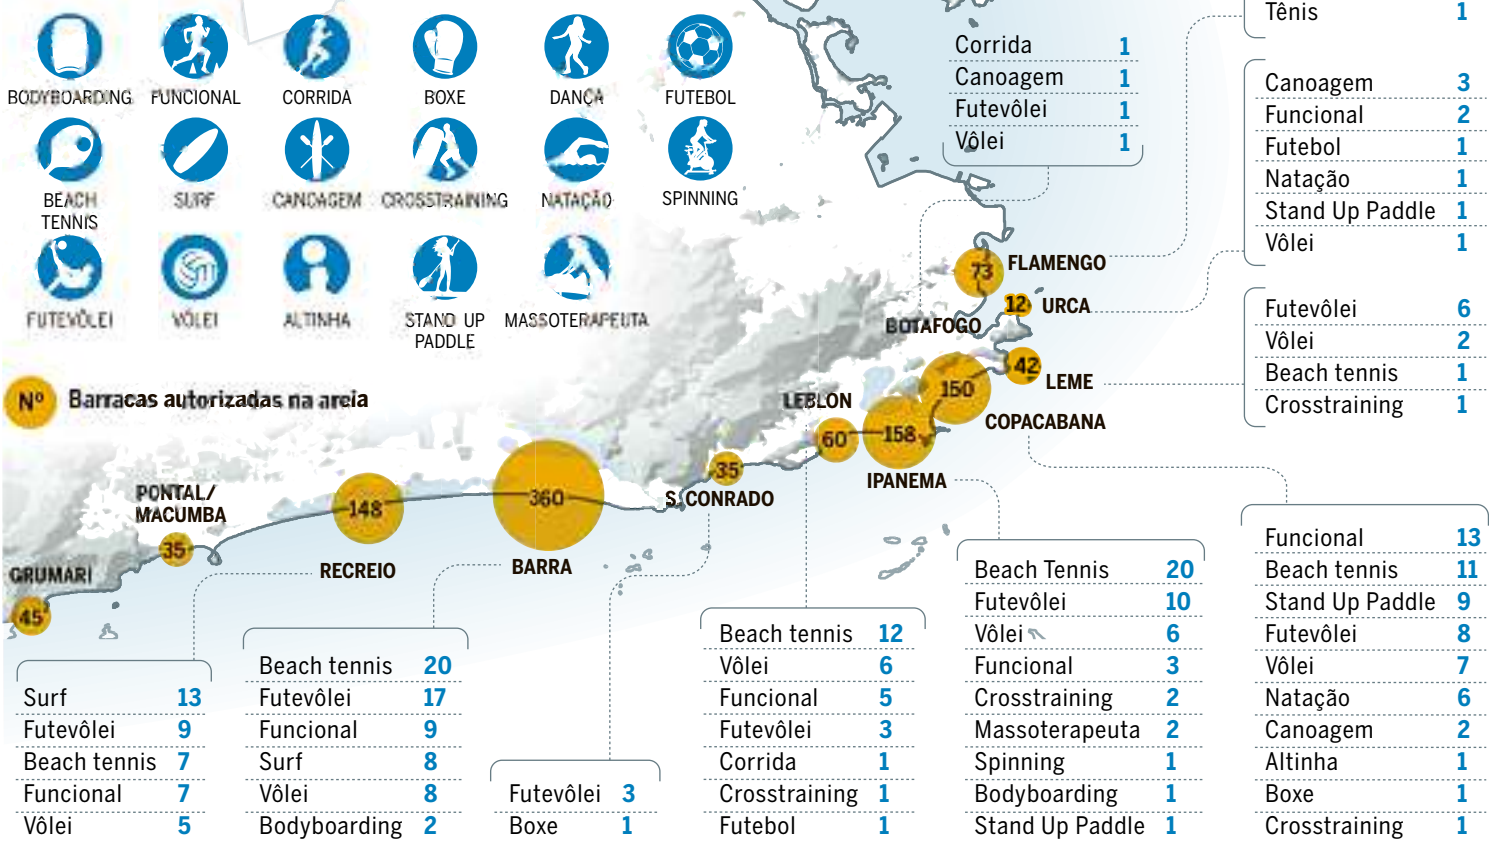 BODYBOARDING FUNCIONAL CORRIDA BOXE DANÇA FUTEBOL
BEACH TENNIS SURF CANOAGEM CROSSTRAINING NATAÇÃO SPINNING
FUTEVÔLEI VÔLEI ALTINHA STAND UP PADDLE MASSOTERAPEUTA
Nº Barracas autorizadas na areia
Tênis 1
Corrida 1
Canoagem 1
Futevôlei 1
Vôlei 1
Canoagem 3
Funcional 2
Futebol 1
Natação 1
Stand Up Paddle 1
Vôlei 1
Futevôlei 6
Vôlei 2
Beach tennis 1
Crosstraining 1
73 FLAMENGO
12 URCA
BOTAFOGO
42 LEME
150 COPACABANA
LEBLON
60
158
IPANEMA
35
S. CONRADO
360
BARRA
148
RECREIO
PONTAL/
MACUMBA
35
GRUMARI
45
Surf 13
Futevôlei 9
Beach tennis 7
Funcional 7
Vôlei 5
Beach tennis 20
Futevôlei 17
Funcional 9
Surf 8
Vôlei 8
Bodyboarding 2
Futevôlei 3
Boxe 1
Beach tennis 12
Vôlei 6
Funcional 5
Futevôlei 3
Corrida 1
Crosstraining 1
Futebol 1
Beach Tennis 20
Futevôlei 10
Vôlei 6
Funcional 3
Crosstraining 2
Massoterapeuta 2
Spinning 1
Bodyboarding 1
Stand Up Paddle 1
Funcional 13
Beach tennis 11
Stand Up Paddle 9
Futevôlei 8
Vôlei 7
Natação 6
Canoagem 2
Altinha 1
Boxe 1
Crosstraining 1